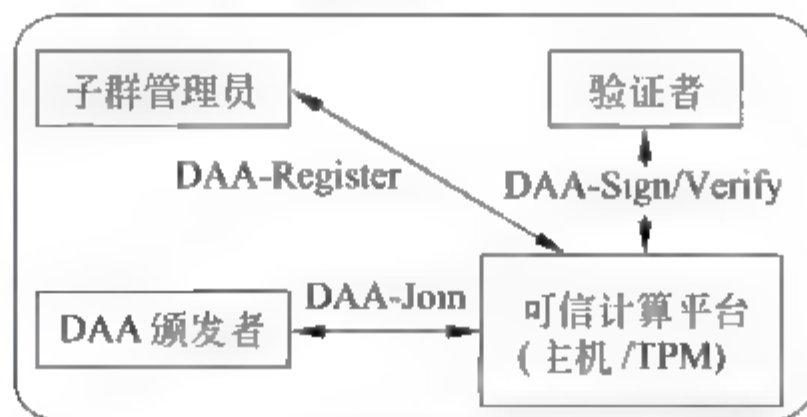 子群管理员
验证者
DAA-Register
DAA-Sign/Verify
DAA 颁发者
DAA-Join
可信计算平台
(主机/TPM)